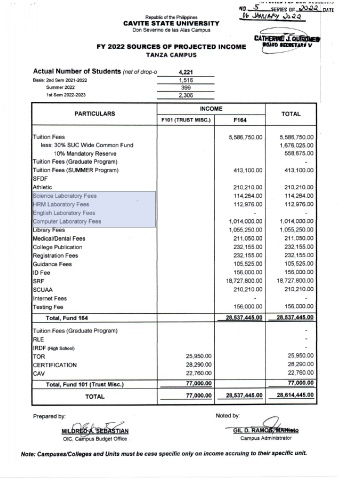 NO. 5 SERIES OF 2022 DATE
16 JANUARY 2022
Republic of the Philippines
CAVITE STATE UNIVERSITY
Don Severino de las Alas Campus
CATHERINE J.
BOARD SECRETARY V
FY 2022 SOURCES OF PROJECTED INCOME
TANZA CAMPUS
Actual Number of Students (net of drop-o 4,221
Basis: 2nd Sem 2021-2022 1,516
Summer 2022 399
1st Sem 2022-2023 2,306
PARTICULARS INCOME TOTAL
F101 (TRUST MISC.) F164
Tuition Fees 5,586,750.00 5,586,750.00
less: 30% SUC Wide Common Fund 1,676,025.00
10% Mandatory Reserve 558,675.00
Tuition Fees (Graduate Program) -
Tuition Fees (SUMMER Program) 413,100.00 413,100.00
SFDF
Athletic 210,210.00 210,210.00
Science Laboratory Fees 114,264.00 114,264.00
HRM Laboratory Fees 112,976.00 112,976.00
English Laboratory Fees - -
Computer Laboratory Fees 1,014,000.00 1,014,000.00
Library Fees 1,055,250.00 1,055,250.00
Medical/Dental Fees 211,050.00 211,050.00
College Publication 232,155.00 232,155.00
Registration Fees 232,155.00 232,155.00
Guidance Fees 105,525.00 105,525.00
ID Fee 156,000.00 156,000.00
SRF 18,727,800.00 18,727,800.00
SCUAA 210,210.00 210,210.00
Internet Fees - -
Testing Fee 156,000.00 156,000.00
Total, Fund 164 28,537,445.00 28,537,445.00
Tuition Fees (Graduate Program) -
RLE -
IRDF (High School) -
TOR 25,950.00 25,950.00
CERTIFICATION 28,290.00 28,290.00
CAV 22,760.00 22,760.00
Total, Fund 101 (Trust Misc.) 77,000.00 77,000.00
TOTAL 77,000.00 28,537,445.00 28,614,445.00
Prepared by: Noted by:
MILDRED A. SEBASTIAN GIL D. RAMOS,
OIC, Campus Budget Office Campus Administrator
Note: Campuses/Colleges and Units must be case specific only on income accruing to their specific unit.